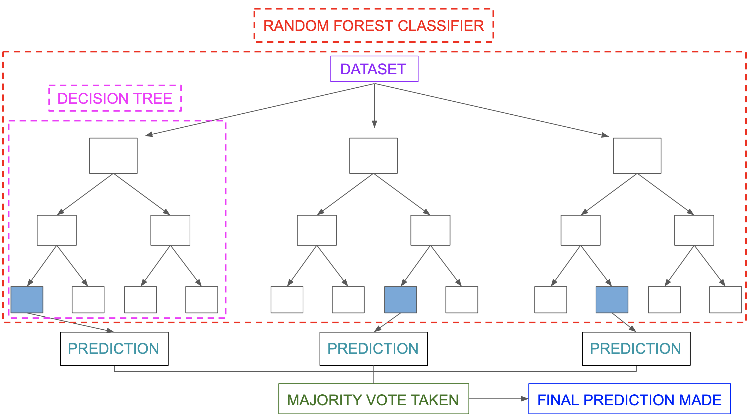 RANDOM FOREST CLASSIFIER
DATASET
DECISION TREE
PREDICTION
PREDICTION
PREDICTION
MAJORITY VOTE TAKEN
FINAL PREDICTION MADE